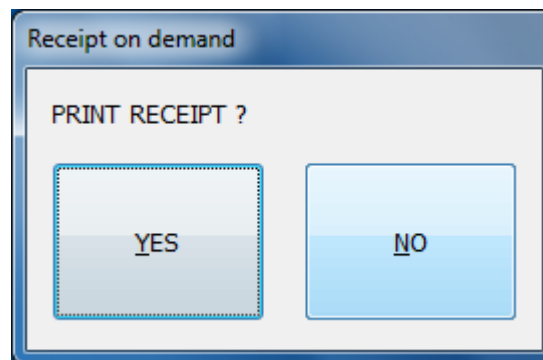 Receipt on demand
PRINT RECEIPT ?
YES
NO